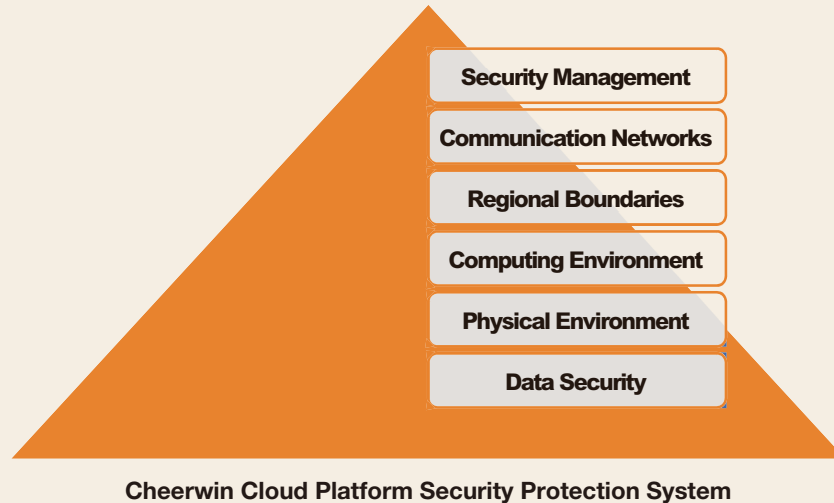 Security Management
Communication Networks
Regional Boundaries
Computing Environment
Physical Environment
Data Security
Cheerwin Cloud Platform Security Protection System